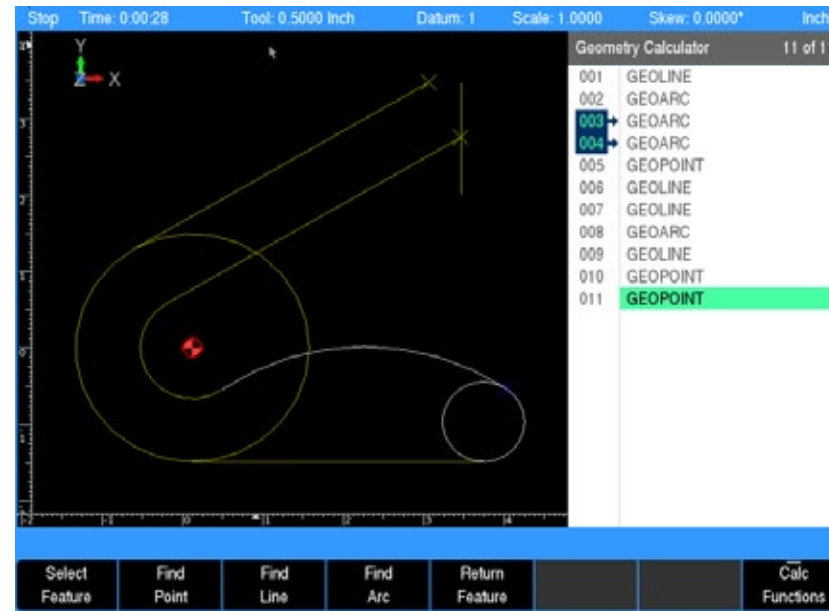 Stop Time: 0:00:28 Tool: 0.5000 Inch Datum: 1 Scale: 1.0000 Skew: 0.0000° Inch
Geometry Calculator 11 of 1
Y
Z X
001 GEOLINE
002 GEOARC
003 GEOARC
004 GEOARC
005 GEOPOINT
006 GEOLINE
007 GEOLINE
008 GEOARC
009 GEOLINE
010 GEOPOINT
011 GEOPOINT
Select Feature
Find Point
Find Line
Find Arc
Return Feature
Calc Functions